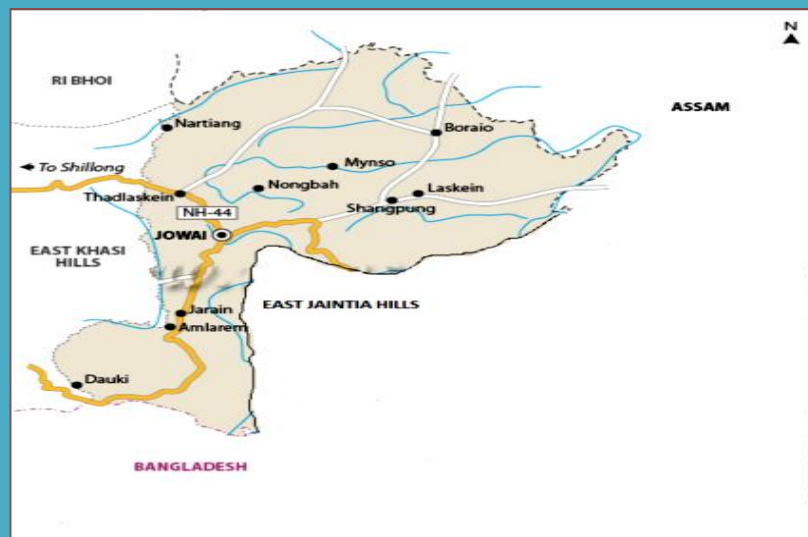 N
RI BHOI
ASSAM
Nartiang
Boraio
To Shillong
Mynso
Nongbah
Laskein
Thadlaskein
Shangpung
NH-44
JOWAI
EAST KHASI
HILLS
EAST JAINTIA HILLS
Jarain
Amlarem
Dauki
BANGLADESH